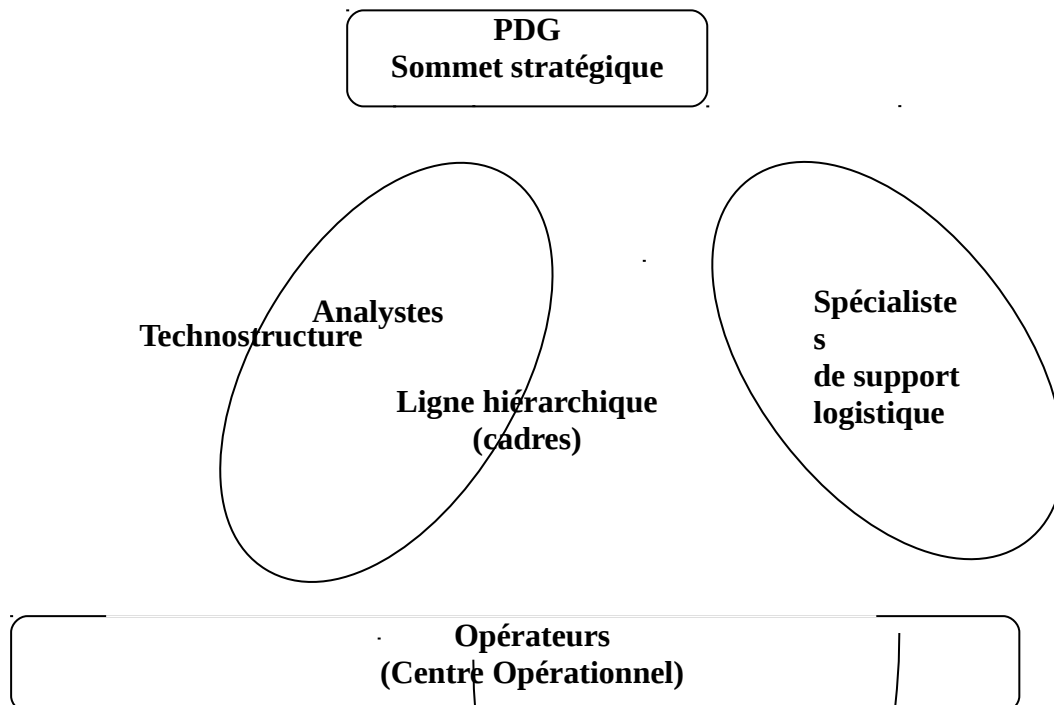 PDG
Sommet stratégique
Analystes
Technostructure
Ligne hiérarchique
(cadres)
Spécialiste
s
de support
logistique
Opérateurs
(Centre Opérationnel)